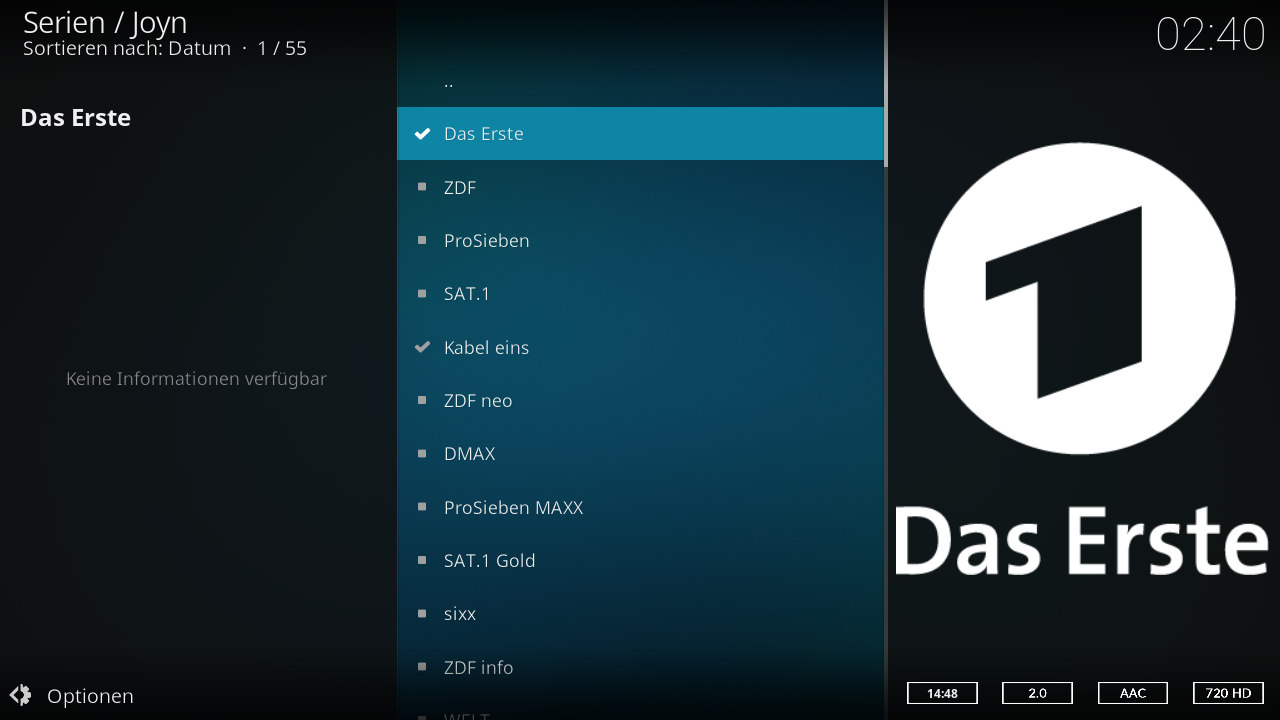 Serien / Joyn
Sortieren nach: Datum · 1 / 55
02:40
Das Erste
Keine Informationen verfügbar
..
Das Erste
ZDF
ProSieben
SAT.1
Kabel eins
ZDF neo
DMAX
ProSieben MAXX
SAT.1 Gold
sixx
ZDF info
WELT
1
Das Erste
Optionen
14:48
2.0
AAC
720 HD